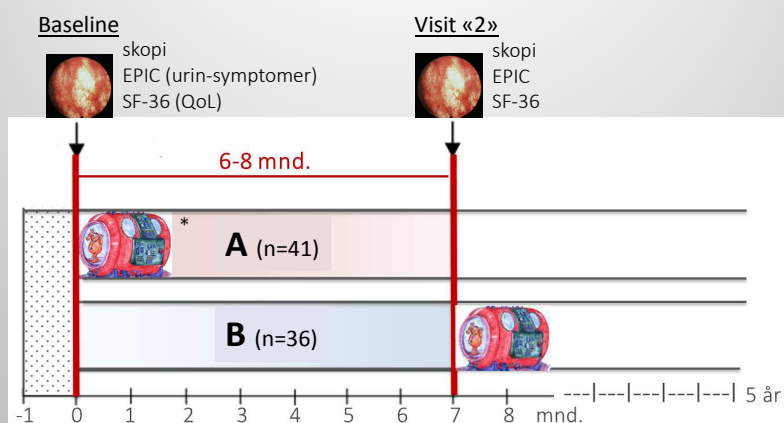 Baseline
skopi
EPIC (urin-symptomer)
SF-36 (QoL)
Visit «2»
skopi
EPIC
SF-36
6-8 mnd.
*
A (n=41)
B (n=36)
-1 0 1 2 3 4 5 6 7 8 mnd. 5 år